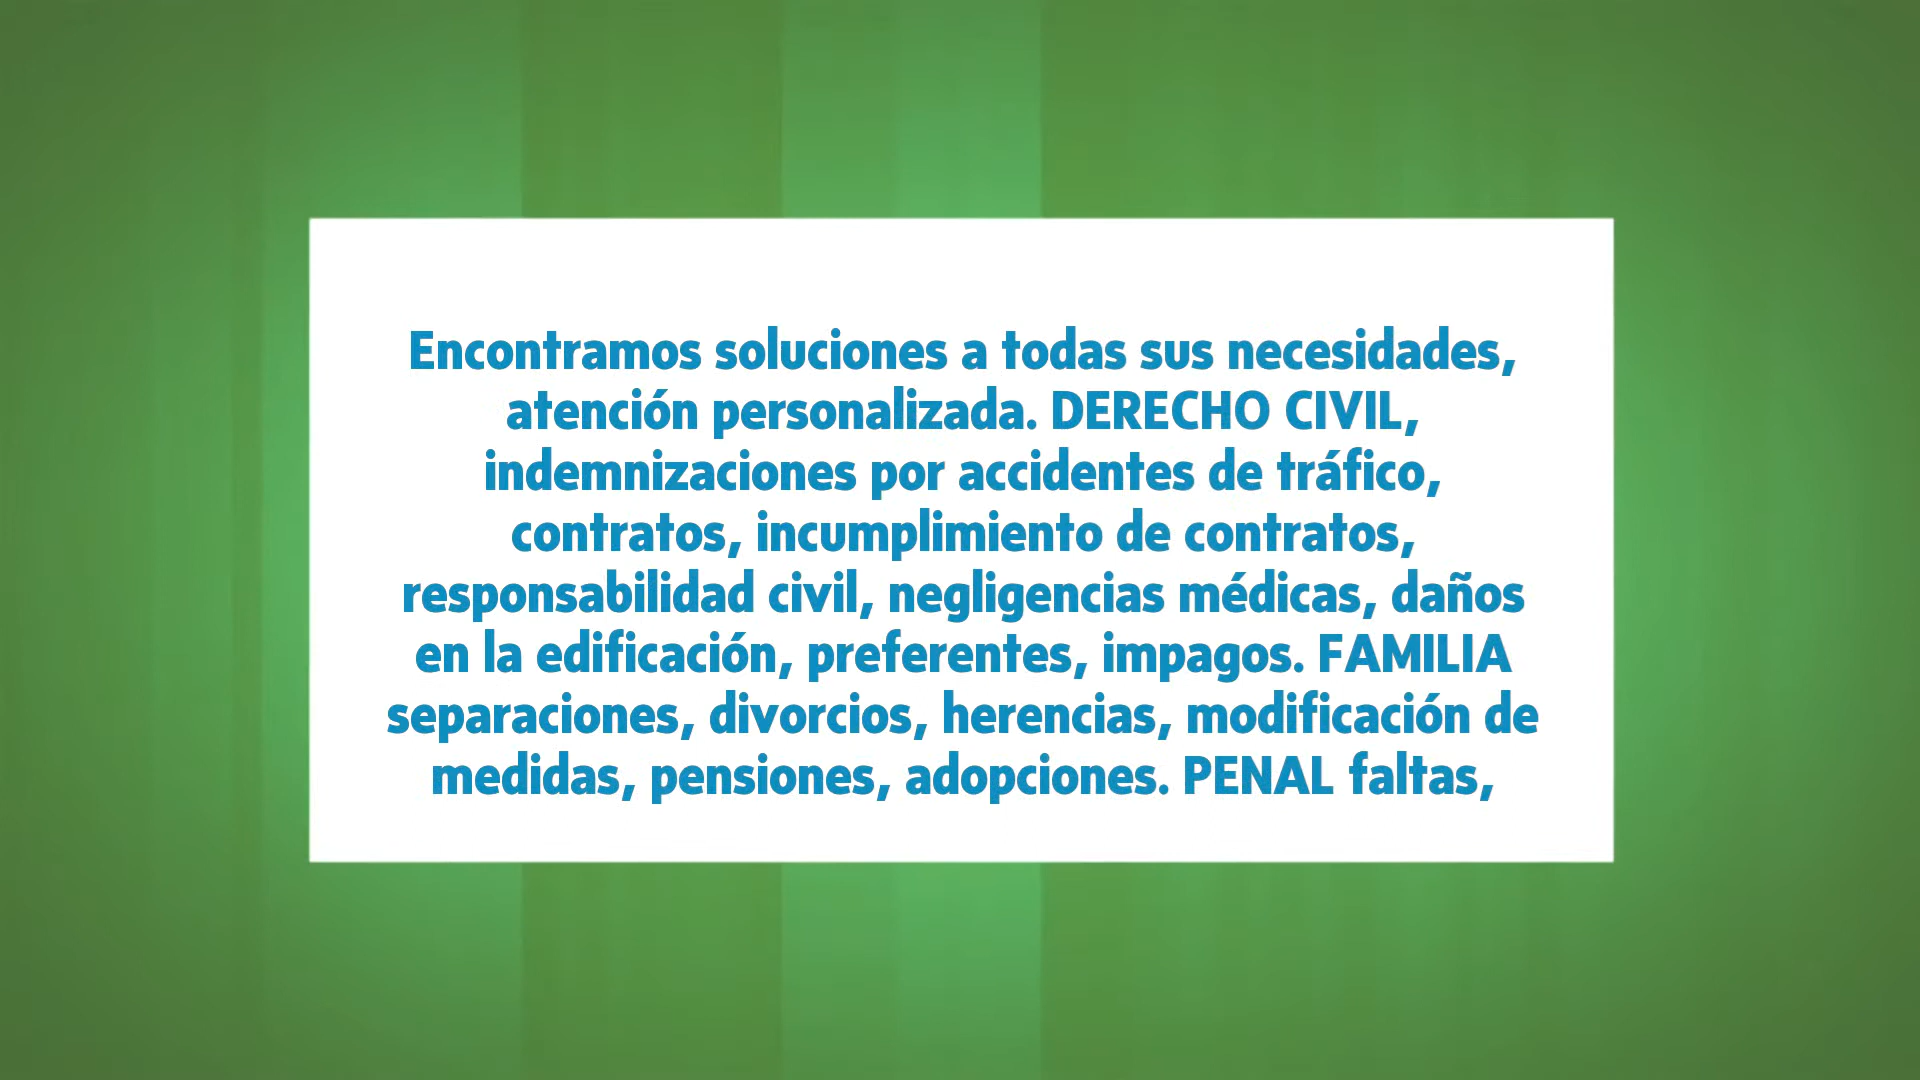 Encontramos soluciones a todas sus necesidades,
atención personalizada. DERECHO CIVIL,
indemnizaciones por accidentes de tráfico,
contratos, incumplimiento de contratos,
responsabilidad civil, negligencias médicas, daños
en la edificación, preferentes, impagos. FAMILIA
separaciones, divorcios, herencias, modificación de
medidas, pensiones, adopciones. PENAL faltas,